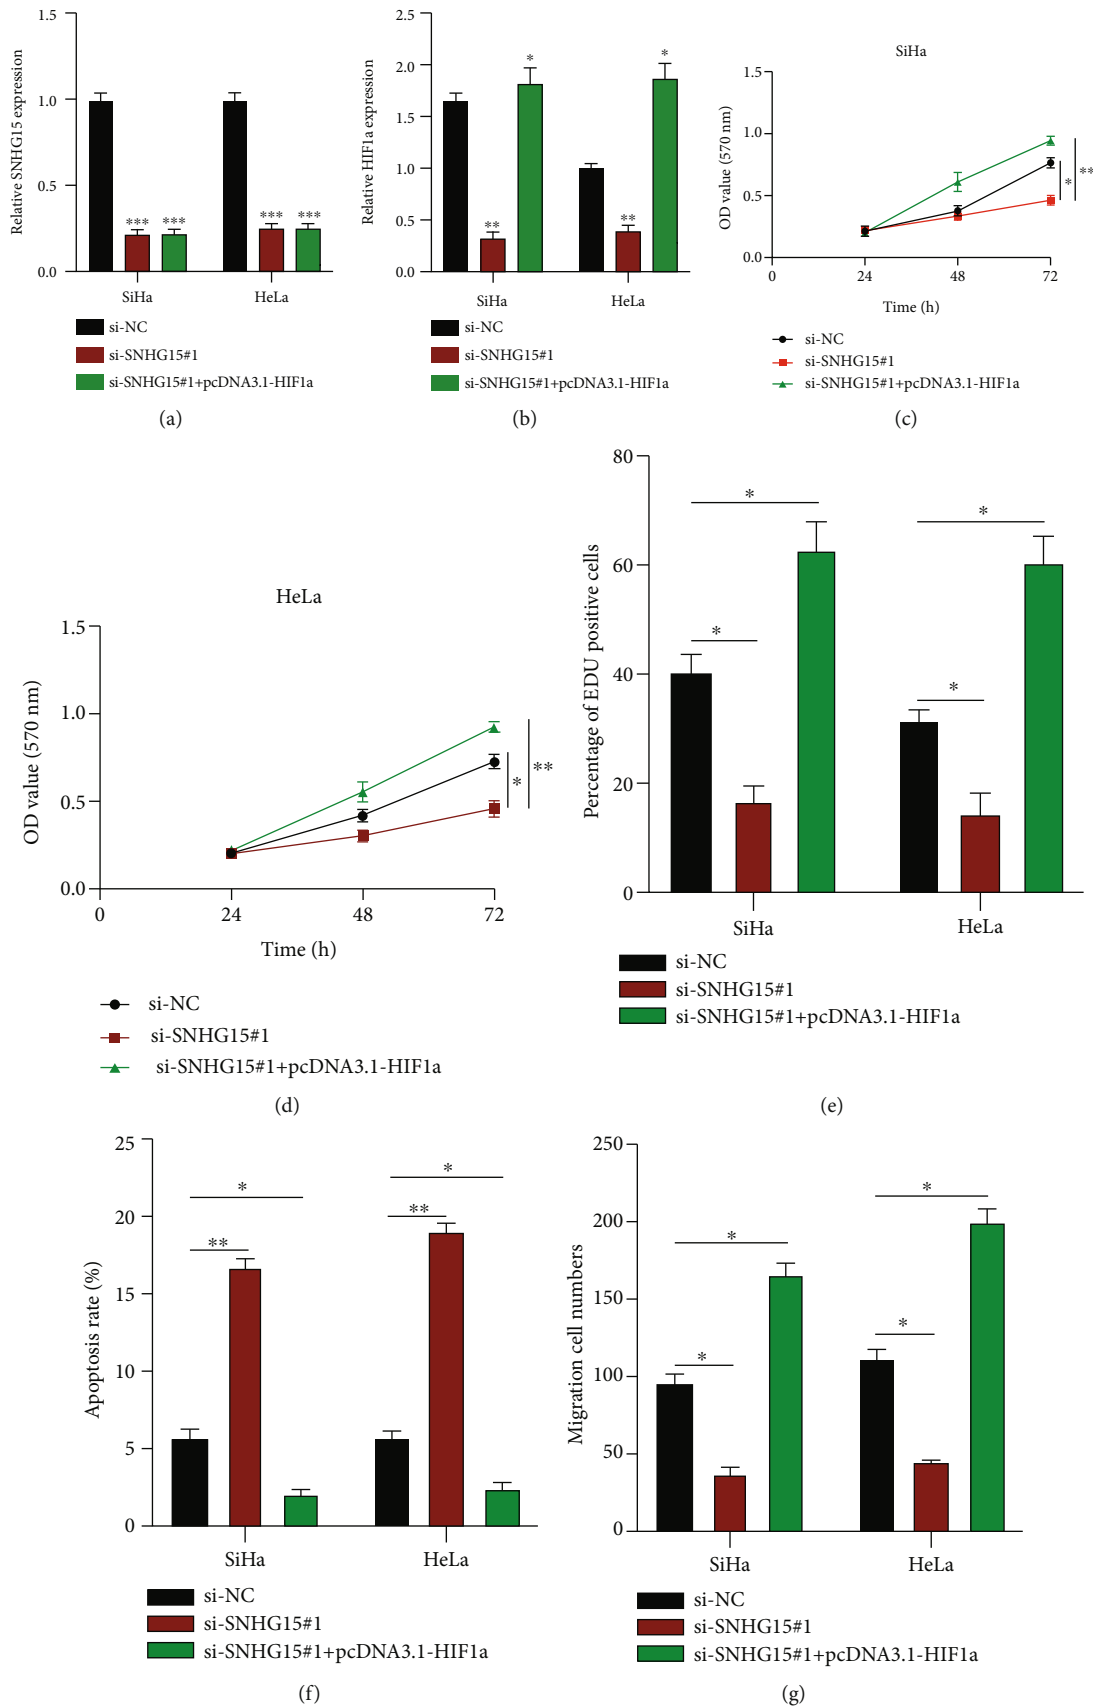 Relative SNHG15 expression
1.5
1.0
0.5
0.0
*** ***
*** ***
SiHa
HeLa
si-NC
si-SNHG15#1
si-SNHG15#1+pcDNA3.1-HIF1a
(a)
Relative HIF1a expression
2.5
2.0
1.5
1.0
0.5
0.0
**
*
**
*
SiHa
HeLa
si-NC
si-SNHG15#1
si-SNHG15#1+pcDNA3.1-HIF1a
(b)
SiHa
OD value (570 nm)
1.5
1.0
0.5
0.0
0
24
48
72
*
**
Time (h)
si-NC
si-SNHG15#1
si-SNHG15#1+pcDNA3.1-HIF1a
(c)
HeLa
OD value (570 nm)
1.5
1.0
0.5
0.0
0
24
48
72
*
**
Time (h)
si-NC
si-SNHG15#1
si-SNHG15#1+pcDNA3.1-HIF1a
(d)
Percentage of EDU positive cells
80
60
40
20
0
*
*
*
*
SiHa
HeLa
si-NC
si-SNHG15#1
si-SNHG15#1+pcDNA3.1-HIF1a
(e)
Apoptosis rate (%)
25
20
15
10
5
0
*
**
*
**
SiHa
HeLa
si-NC
si-SNHG15#1
si-SNHG15#1+pcDNA3.1-HIF1a
(f)
Migration cell numbers
250
200
150
100
50
0
*
*
*
*
SiHa
HeLa
si-NC
si-SNHG15#1
si-SNHG15#1+pcDNA3.1-HIF1a
(g)